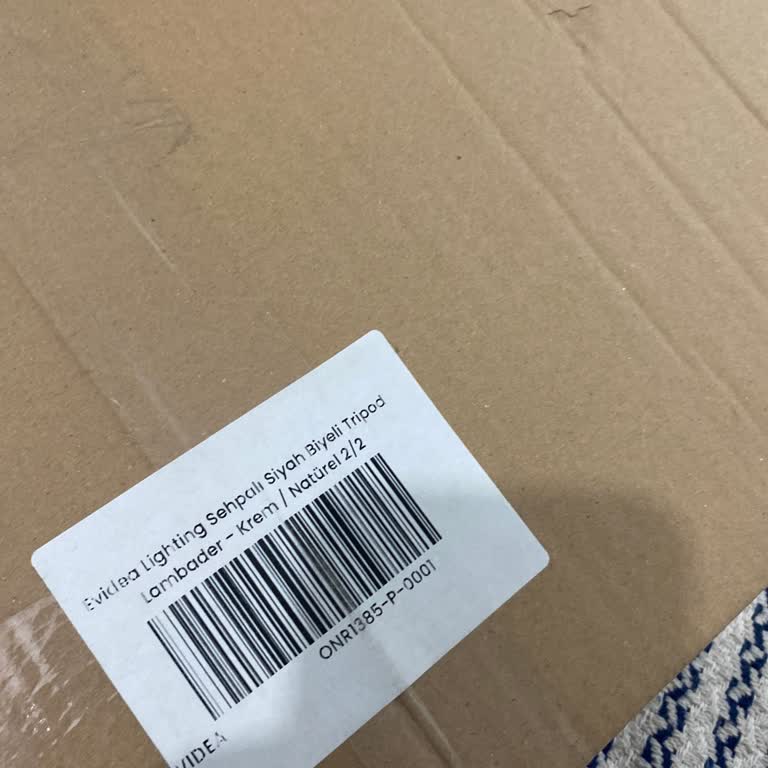 Evidea Lighting Sehpalı Siyah Biyeli Tripod
Lambader - Krem / Natürel 2/2
ONR1385-P-0001
VIDEA